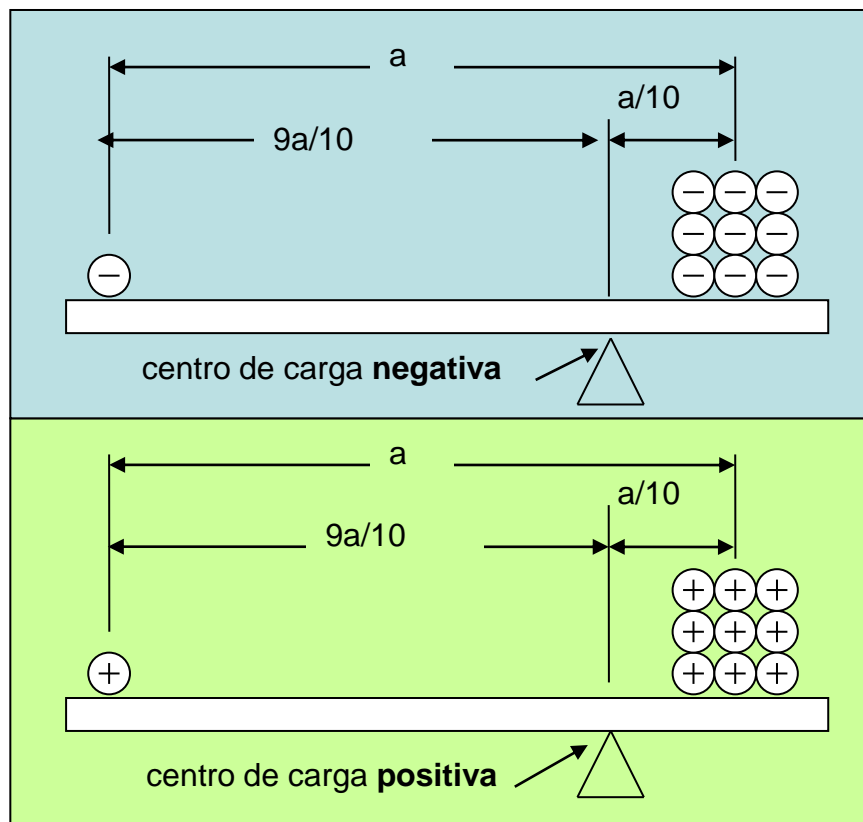 a
a/10
9a/10
− − −
− − −
− − − −
centro de carga negativa
a
a/10
9a/10
+ + +
+ + +
+ + + +
centro de carga positiva